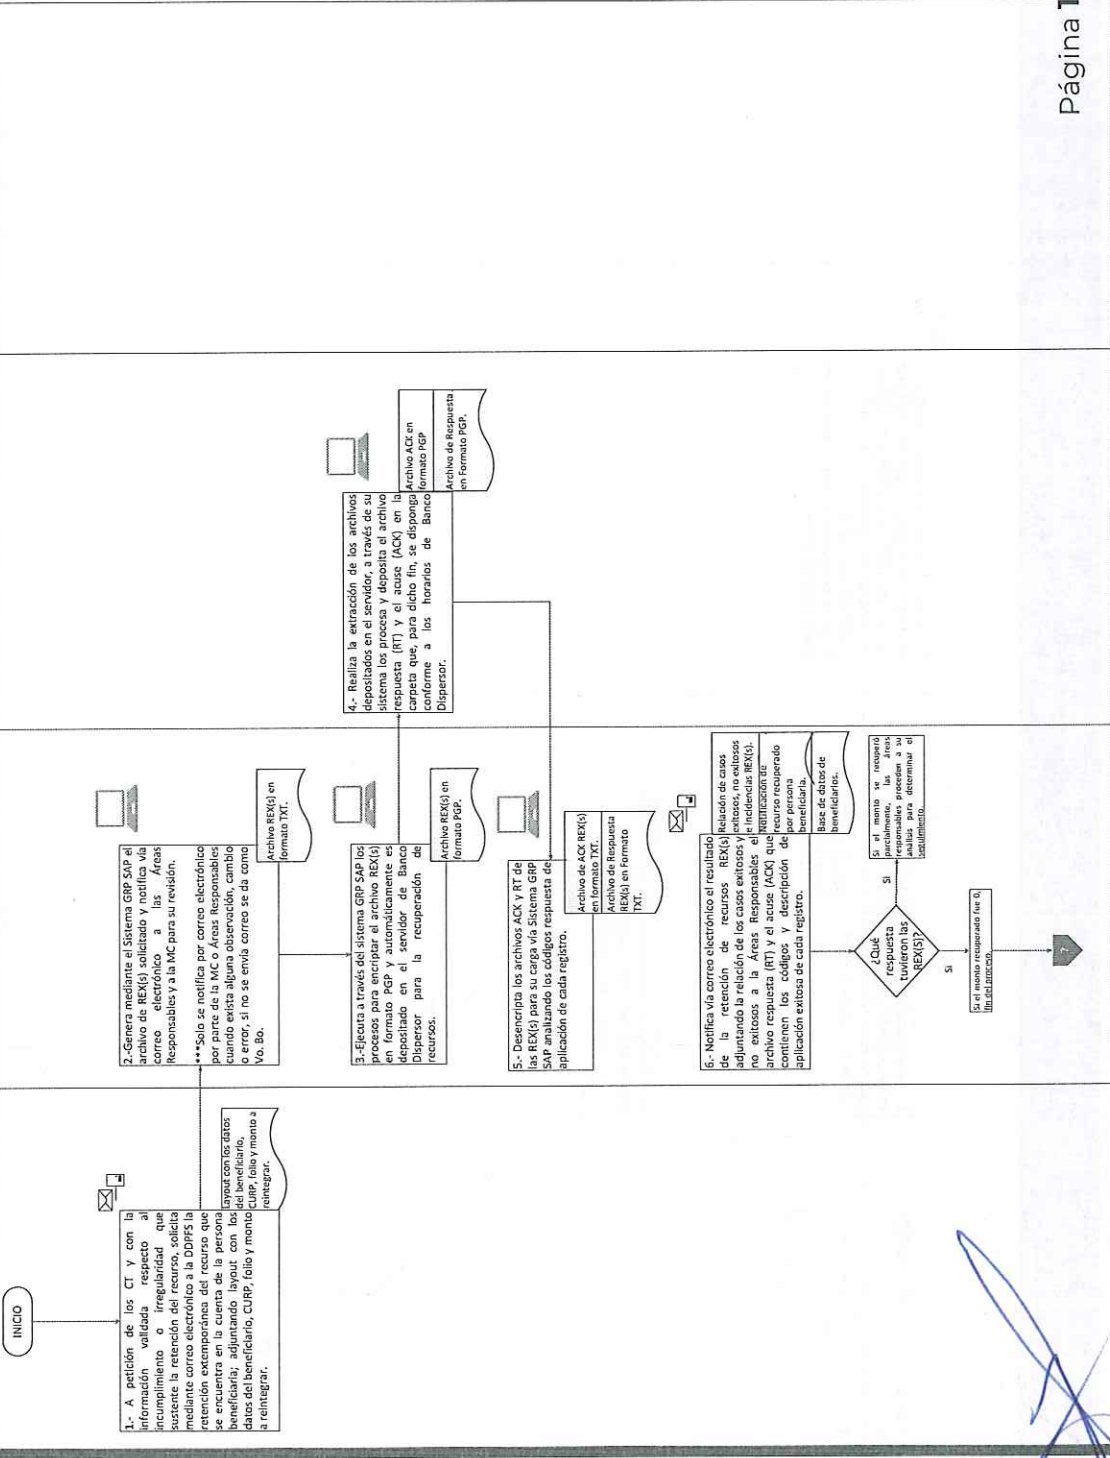 INICIO
1.- A petición de los CT y con la
información validada respecto al
incumplimiento o irregularidad que
sustente la retención del recurso, solicita
mediante correo electrónico a la DDPFS la
retención extemporánea del recurso que
se encuentra en la cuenta de la persona
beneficiaria; adjuntando layout con los
datos del beneficiario, CURP, folio y monto
a reintegrar.
Layout con los datos
del beneficiario,
CURP, folio y monto a
reintegrar.
2.-Genera mediante el Sistema GRP SAP el
archivo de REX(s) solicitado y notifica vía
correo electrónico a las Áreas
Responsables y a la MC para su revisión.
***Solo se notifica por correo electrónico
por parte de la MC o Áreas Responsables
cuando exista alguna observación, cambio
o error, si no se envía correo se da como
Vo. Bo.
Archivo REX(s) en
formato TXT.
3.-Ejecuta a través del sistema GRP SAP los
procesos para encriptar el archivo REX(s)
en formato PGP y automáticamente es
depositado en el servidor de Banco
Dispersor para la recuperación de
recursos.
Archivo REX(s) en
formato PGP.
4.- Realiza la extracción de los archivos
depositados en el servidor, a través de su
sistema los procesa y deposita el archivo
respuesta (RT) y el acuse (ACK) en la
carpeta que, para dicho fin, se disponga
conforme a los horarios de Banco
Dispersor.
Archivo ACK en
formato PGP
Archivo de Respuesta
en Formato PGP.
5.- Desencripta los archivos ACK y RT de
las REX(s) para su carga vía Sistema GRP
SAP analizando los códigos respuesta de
aplicación de cada registro.
Archivo de ACK REX(s)
en formato TXT.
Archivo de Respuesta
REX(s) en Formato
TXT.
6.- Notifica vía correo electrónico el resultado
de la retención de recursos REX(s)
adjuntando la relación de los casos exitosos y
no exitosos a la Áreas Responsables el
archivo respuesta (RT) y el acuse (ACK) que
contienen los códigos y descripción de
aplicación exitosa de cada registro.
Relación de casos
exitosos, no exitosos
e incidencias REX(s).
Notificación de
recurso recuperado
por persona
beneficiaria.
Base de datos de
beneficiarios.
¿Qué
respuesta
tuvieron las
REX(S)?
Si
Si el monto se recuperó
parcialmente, las áreas
responsables proceden a su
análisis para determinar el
seguimiento.
Si
Si el monto recuperado fue 0,
fin del proceso.
?
Página 1